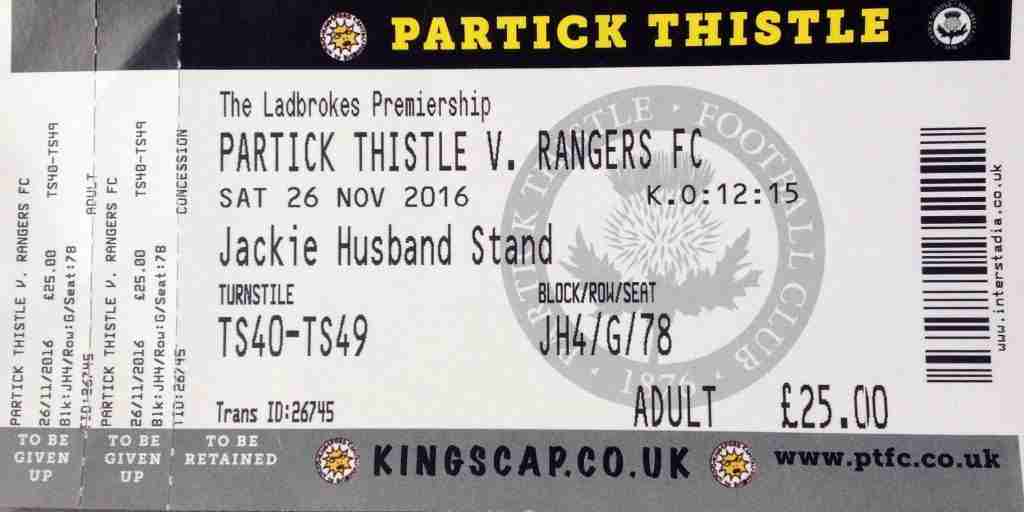 PARTICK THISTLE
The Ladbrokes Premiership
PARTICK THISTLE V. RANGERS FC
SAT 26 NOV 2016 K.O:12:15
Jackie Husband Stand
TURNSTILE BLOCK/ROW/SEAT
TS40-TS49 JH4/G/78
Trans ID:26745 ADULT £25.00
PARTICK THISTLE FOOTBALL CLUB
1876
www.interstadia.co.uk
PARTICK THISTLE V. RANGERS FC
26/11/2016 £25.00 TS40-TS49
Blk:JH4/Row:G/Seat:78
TID:26745 ADULT
PARTICK THISTLE V. RANGERS FC
26/11/2016 £25.00 TS40-TS49
Blk:JH4/Row:G/Seat:78
TID:26745 CONCESSION
TO BE
GIVEN
UP
TO BE
GIVEN
UP
TO BE
RETAINED
KINGSCAP.CO.UK
www.ptfc.co.uk